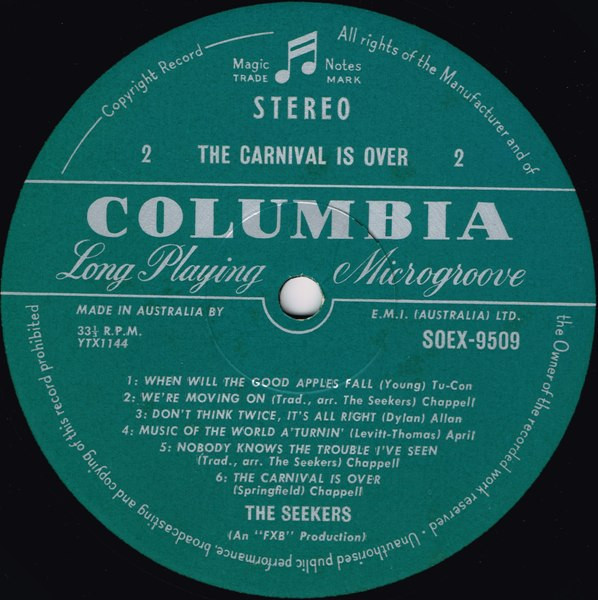 Magic Notes
TRADE MARK
STEREO
2 THE CARNIVAL IS OVER 2
COLUMBIA
Long Playing Microgroove
MADE IN AUSTRALIA BY E.M.I. (AUSTRALIA) LTD.
33⅓ R.P.M. SOEX-9509
YTX1144
1: WHEN WILL THE GOOD APPLES FALL (Young) Tu-Con
2: WE'RE MOVING ON (Trad., arr. The Seekers) Chappell
3: DON'T THINK TWICE, IT'S ALL RIGHT (Dylan) Allan
4: MUSIC OF THE WORLD A'TURNIN' (Levitt-Thomas) April
5: NOBODY KNOWS THE TROUBLE I'VE SEEN
(Trad., arr. The Seekers) Chappell
6: THE CARNIVAL IS OVER
(Springfield) Chappell
THE SEEKERS
(An "FXB" Production)
Copyright Record
All rights of the Manufacturer and of
the Owner of the recorded work reserved · Unauthorised public performance, broadcasting and copying of this record prohibited